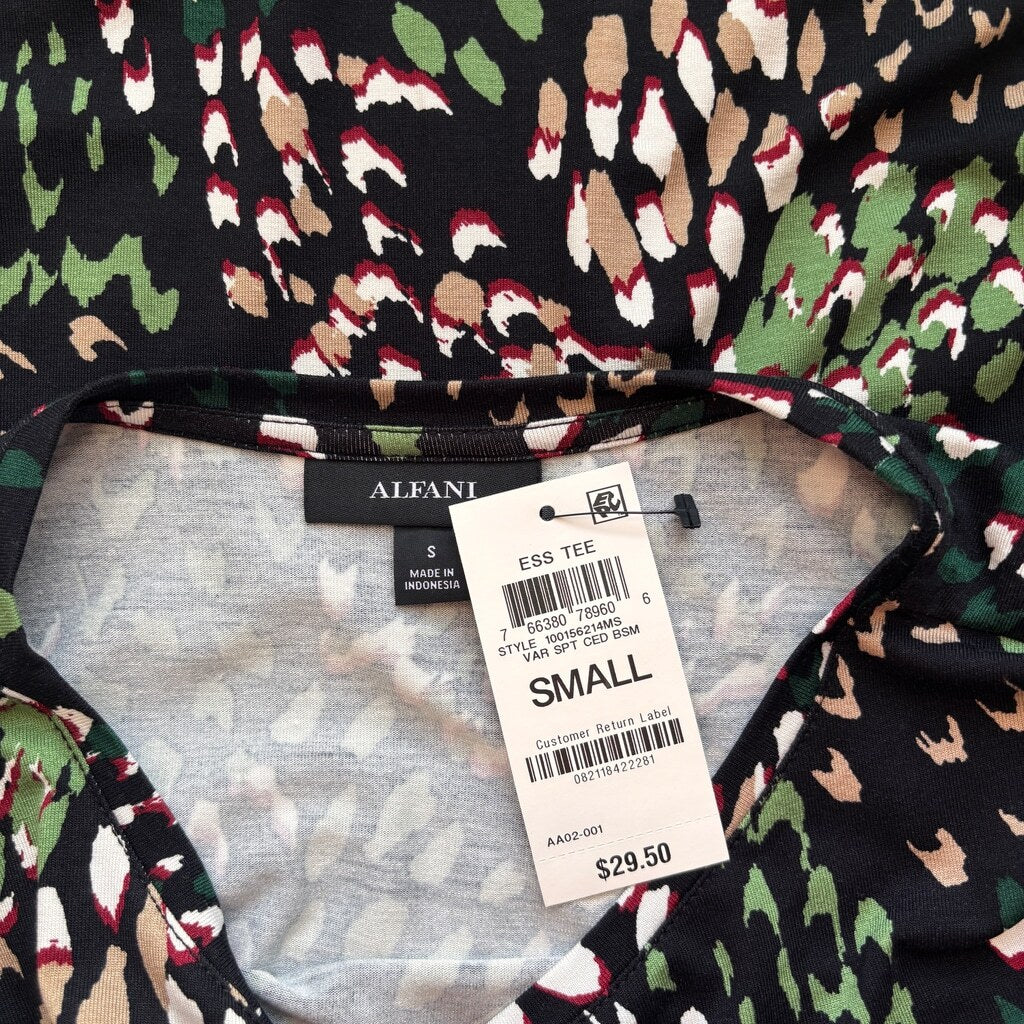 ALFANI
S
MADE IN
INDONESIA
ESS TEE
7 66380 78960 6
STYLE 100156214MS
VAR SPT CED BSM
SMALL
Customer Return Label
082118422281
AA02-001
$29.50